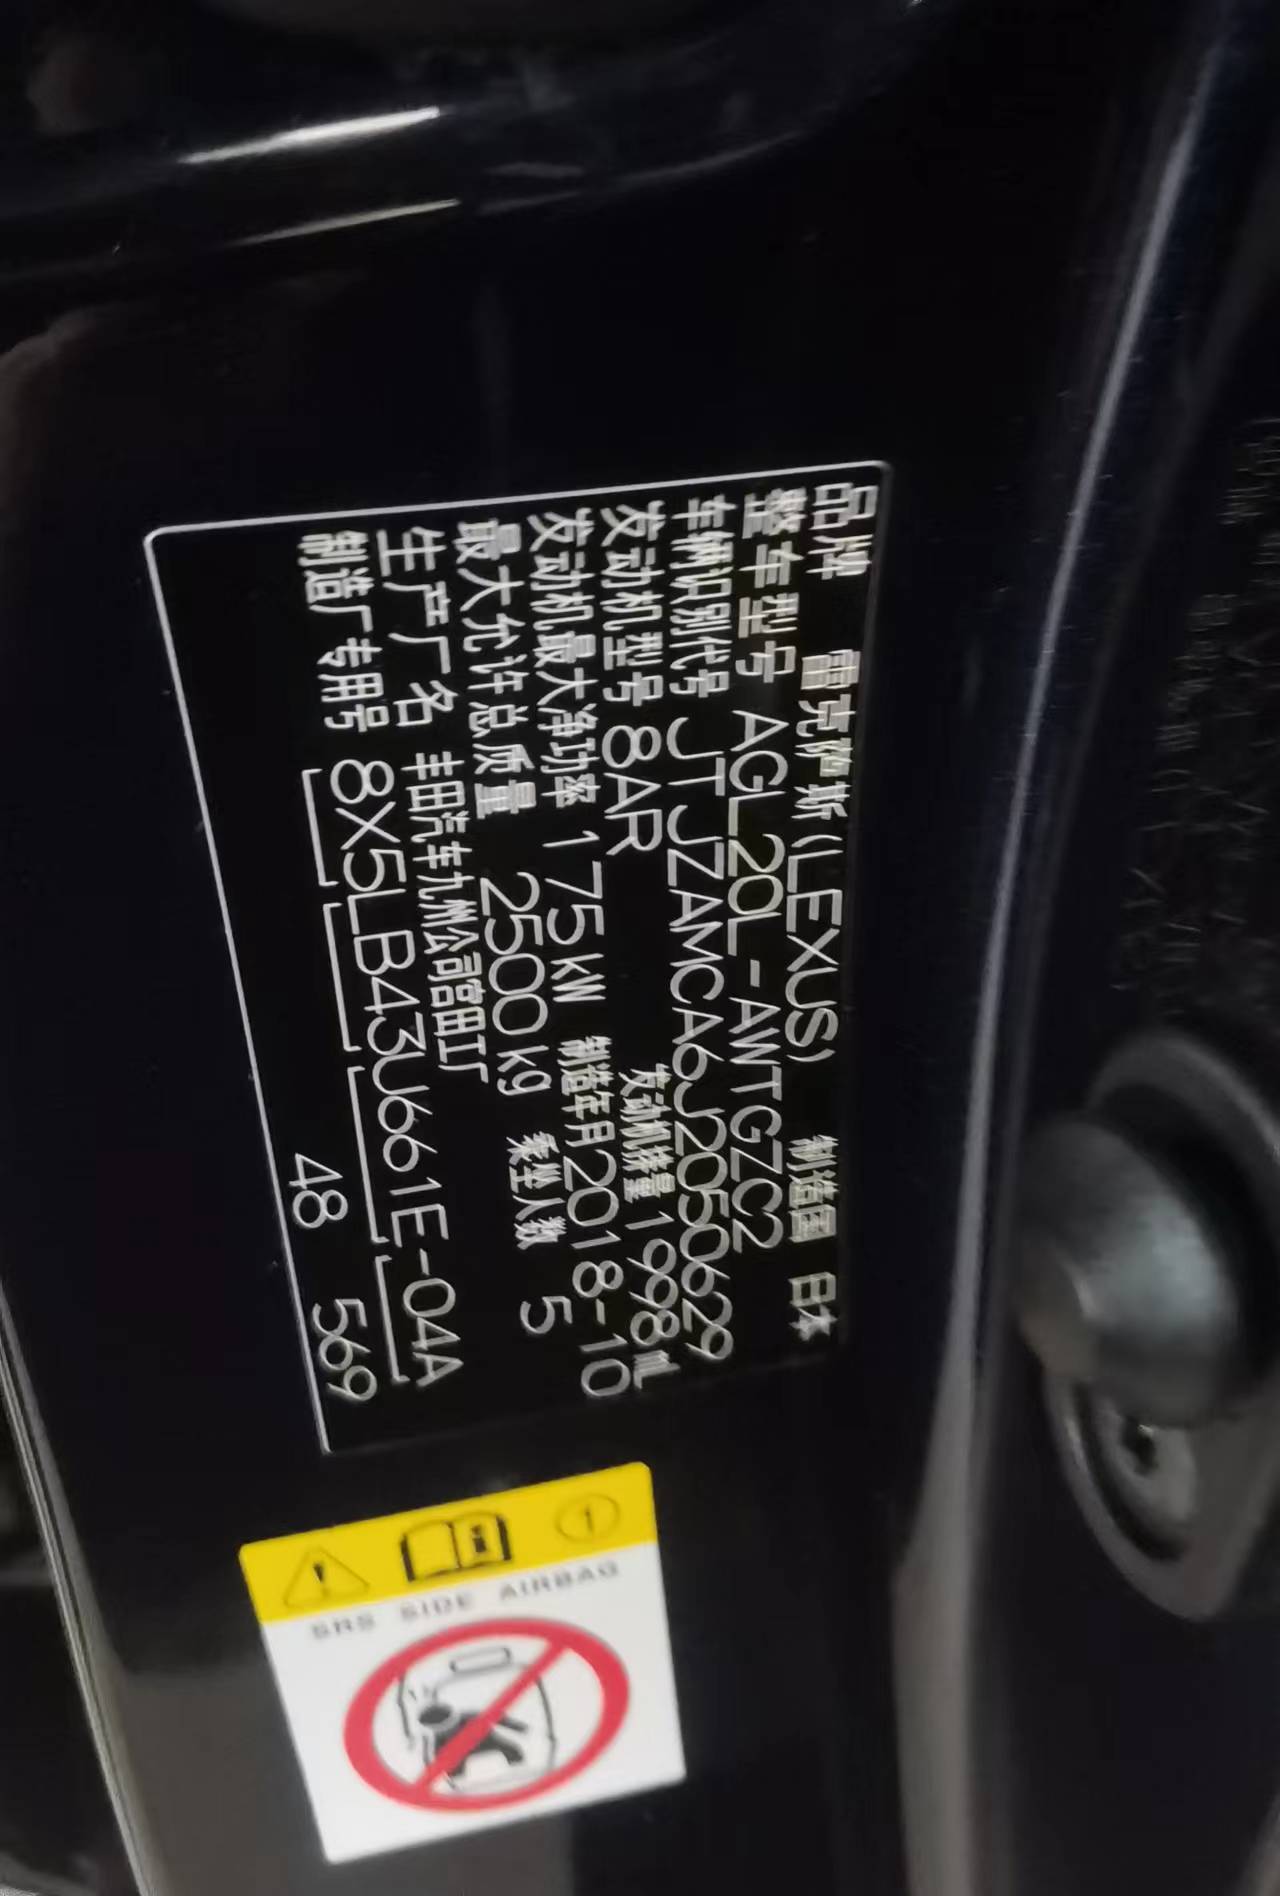 品牌 雷克萨斯(LEXUS) 制造国 日本
整车型号 AGL20L-AWTGZC2
车辆识别代号 JTJZAMCA6J2050629
发动机型号 8AR 发动机排量 1998mL
发动机最大净功率 175kW 制造年月 2018-10
最大允许总质量 2500kg 乘坐人数 5
生产厂名 丰田汽车九州公司宫田工厂
制造厂专用号 8X5LB43U661E-04A
48 569
SRS SIDE AIRBAG